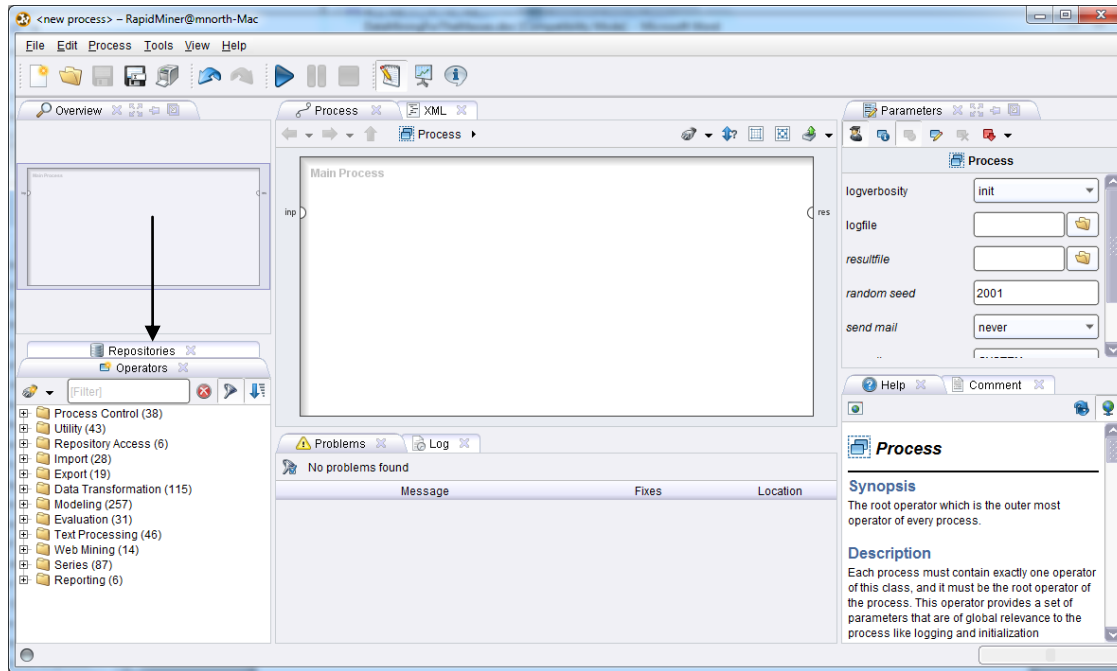 <new process> – RapidMiner@mnorth-Mac
File Edit Process Tools View Help
Overview
Process
XML
Parameters
Process
Main Process
Main Process
inp
res
Process
logverbosity
init
logfile
resultfile
random seed
2001
send mail
never
Repositories
Operators
[Filter]
Process Control (38)
Utility (43)
Repository Access (6)
Import (28)
Export (19)
Data Transformation (115)
Modeling (257)
Evaluation (31)
Text Processing (46)
Web Mining (14)
Series (87)
Reporting (6)
Problems
Log
No problems found
Message Fixes Location
Help
Comment
Process
Synopsis
The root operator which is the outer most
operator of every process.
Description
Each process must contain exactly one operator
of this class, and it must be the root operator of
the process. This operator provides a set of
parameters that are of global relevance to the
process like logging and initialization